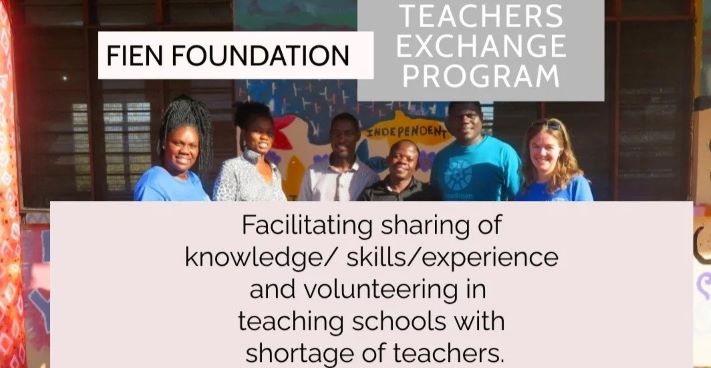 FIEN FOUNDATION
TEACHERS
EXCHANGE
PROGRAM
INDEPENDENT
Facilitating sharing of
knowledge/ skills/experience
and volunteering in
teaching schools with
shortage of teachers.